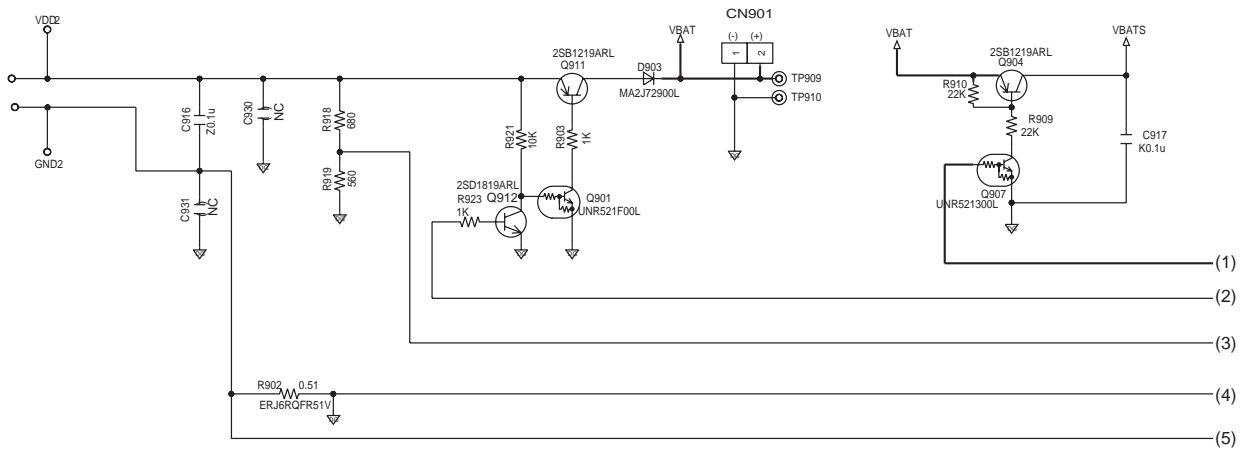 CN901
VDD2
VBAT
(-) (+)
1 2
VBAT
VBATS
2SB1219ARL
Q911
D903
MA2J72900L
TP909
TP910
2SB1219ARL
Q904
R910
22K
R909
22K
C917
K0.1u
GND2
C916
Z0.1u
C930
NC
R918
680
R921
10K
R903
1K
R919
560
C931
NC
2SD1819ARL
Q912
R923
1K
Q901
UNR521F00L
Q907
UNR521300L
(1)
(2)
(3)
R902 0.51
ERJ6RQFR51V
(4)
(5)